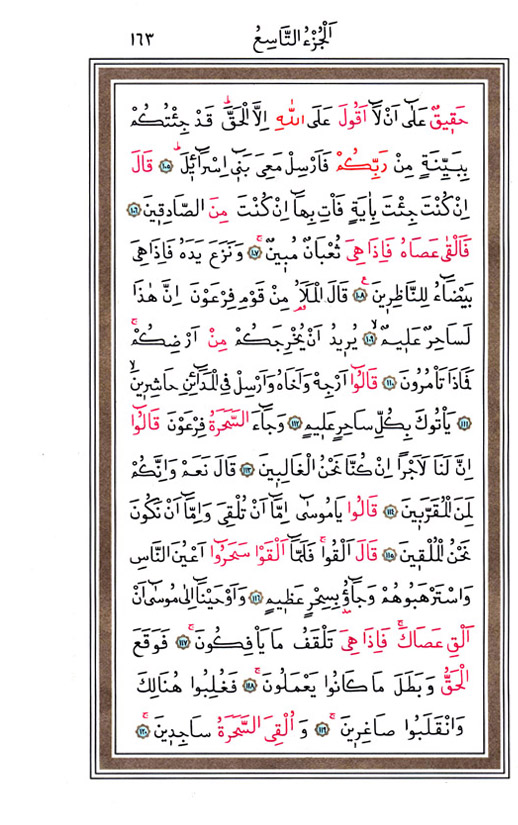 اَلْجُزْءُ التَّاسِعُ ١٦٣
حَق۪يقٌ عَلٰٓى اَنْ لَٓا اَقُولَ عَلَى اللّٰهِ اِلَّا الْحَقَّۜ قَدْ جِئْتُكُمْ
بِبَيِّنَةٍ مِنْ رَبِّكُمْ فَاَرْسِلْ مَعِيَ بَن۪ٓي اِسْرَٓائ۪لَۜ ﴿١٠٥﴾ قَالَ
اِنْ كُنْتَ جِئْتَ بِاٰيَةٍ فَأْتِ بِهَٓا اِنْ كُنْتَ مِنَ الصَّادِق۪ينَ ﴿١٠٦﴾
فَاَلْقٰى عَصَاهُ فَاِذَا هِيَ ثُعْبَانٌ مُب۪ينٌۚ ﴿١٠٧﴾ وَنَزَعَ يَدَهُ فَاِذَا هِيَ
بَيْضَٓاءُ لِلنَّاظِر۪ينَ۟ ﴿١٠٨﴾ قَالَ الْمَلَأُ مِنْ قَوْمِ فِرْعَوْنَ اِنَّ هٰذَا
لَسَاحِرٌ عَل۪يمٌۙ ﴿١٠٩﴾ يُر۪يدُ اَنْ يُخْرِجَكُمْ مِنْ اَرْضِكُمْۚ
فَمَاذَا تَأْمُرُونَ ﴿١١٠﴾ قَالُٓوا اَرْجِهْ وَاَخَاهُ وَاَرْسِلْ فِي الْمَدَٓائِنِ حَاشِر۪ينَۙ
﴿١١١﴾ يَأْتُوكَ بِكُلِّ سَاحِرٍ عَل۪يمٍ ﴿١١٢﴾ وَجَٓاءَ السَّحَرَةُ فِرْعَوْنَ قَالُٓوا
اِنَّ لَنَا لَاَجْرًا اِنْ كُنَّا نَحْنُ الْغَالِب۪ينَ ﴿١١٣﴾ قَالَ نَعَمْ وَاِنَّكُمْ
لَمِنَ الْمُقَرَّب۪ينَ ﴿١١٤﴾ قَالُوا يَا مُوسٰٓى اِمَّٓا اَنْ تُلْقِيَ وَاِمَّٓا اَنْ نَكُونَ
نَحْنُ الْمُلْق۪ينَ ﴿١١٥﴾ قَالَ اَلْقُواۚ فَلَمَّٓا اَلْقَوْا سَحَرُٓوا اَعْيُنَ النَّاسِ
وَاسْتَرْهَبُوهُمْ وَجَٓاؤُ۫ بِسِحْرٍ عَظ۪يمٍ ﴿١١٦﴾ وَاَوْحَيْنَٓا اِلٰى مُوسٰٓى اَنْ
اَلْقِ عَصَاكَۚ فَاِذَا هِيَ تَلْقَفُ مَا يَأْفِكُونَۚ ﴿١١٧﴾ فَوَقَعَ
الْحَقُّ وَبَطَلَ مَا كَانُوا يَعْمَلُونَۚ ﴿١١٨﴾ فَغُلِبُوا هُنَالِكَ
وَانْقَلَبُوا صَاغِر۪ينَۚ ﴿١١٩﴾ وَاُلْقِيَ السَّحَرَةُ سَاجِد۪ينَۚ ﴿١٢٠﴾